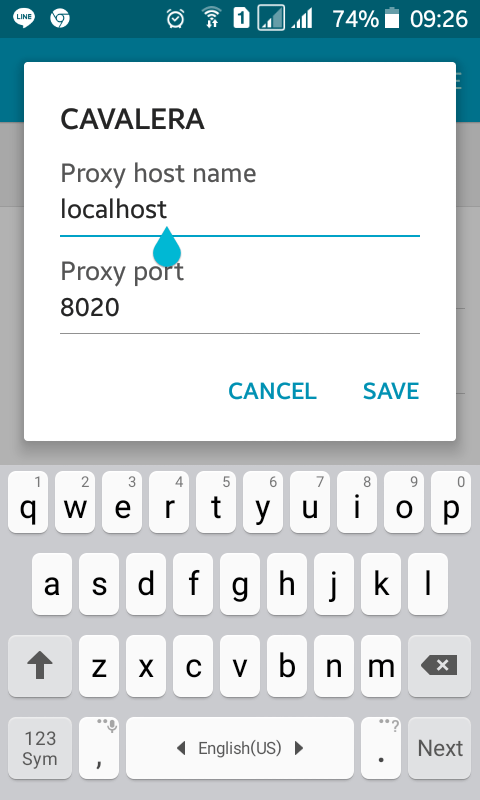 LINE 1 74% 09:26
CAVALERA
Proxy host name
localhost
Proxy port
8020
CANCEL SAVE
1 2 3 4 5 6 7 8 9 0
q w e r t y u i o p
a s d f g h j k l
z x c v b n m
123 , English(US) . ? Next
Sym